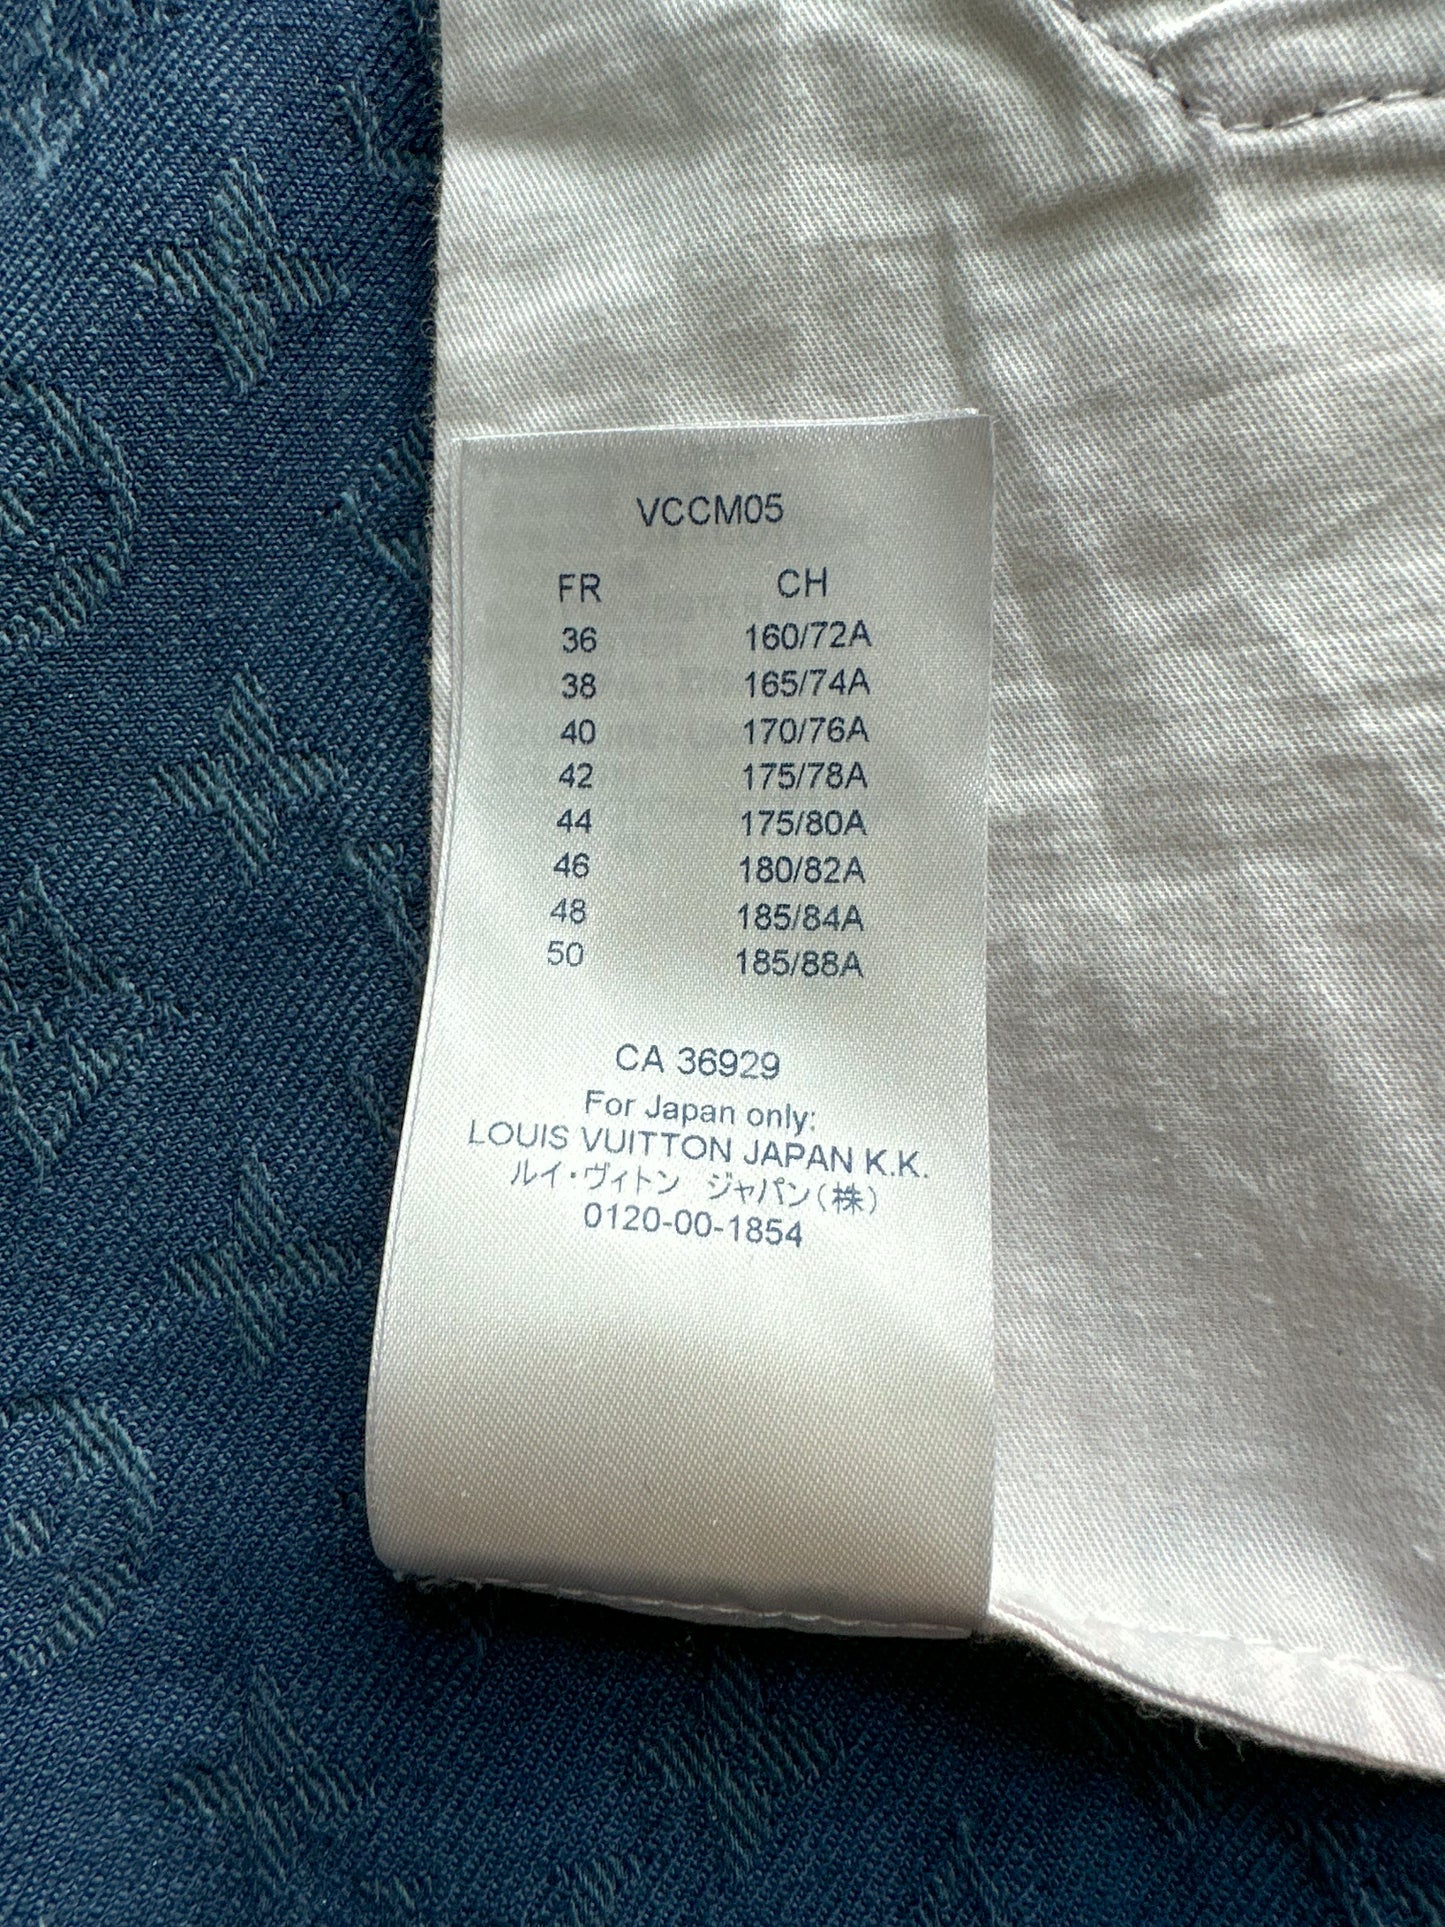 VCCM05
FR CH
36 160/72A
38 165/74A
40 170/76A
42 175/78A
44 175/80A
46 180/82A
48 185/84A
50 185/88A
CA 36929
For Japan only:
LOUIS VUITTON JAPAN K.K.
ルイ・ヴィトン ジャパン(株)
0120-00-1854